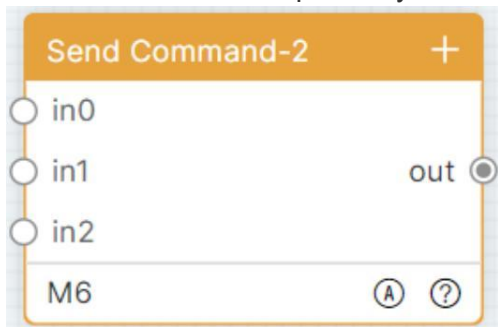 Send Command-2 +
in0
in1
out
in2
M6 A ?